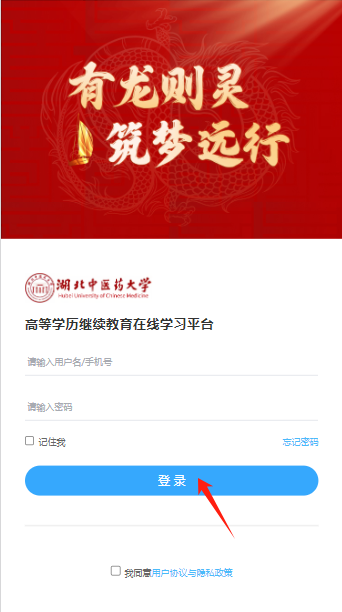 有龙则灵
筑梦远行
湖北中医药大学
Hubei University of Chinese Medicine
高等学历继续教育在线学习平台
请输入用户名/手机号
请输入密码
记住我
忘记密码
登录
我同意用户协议与隐私政策